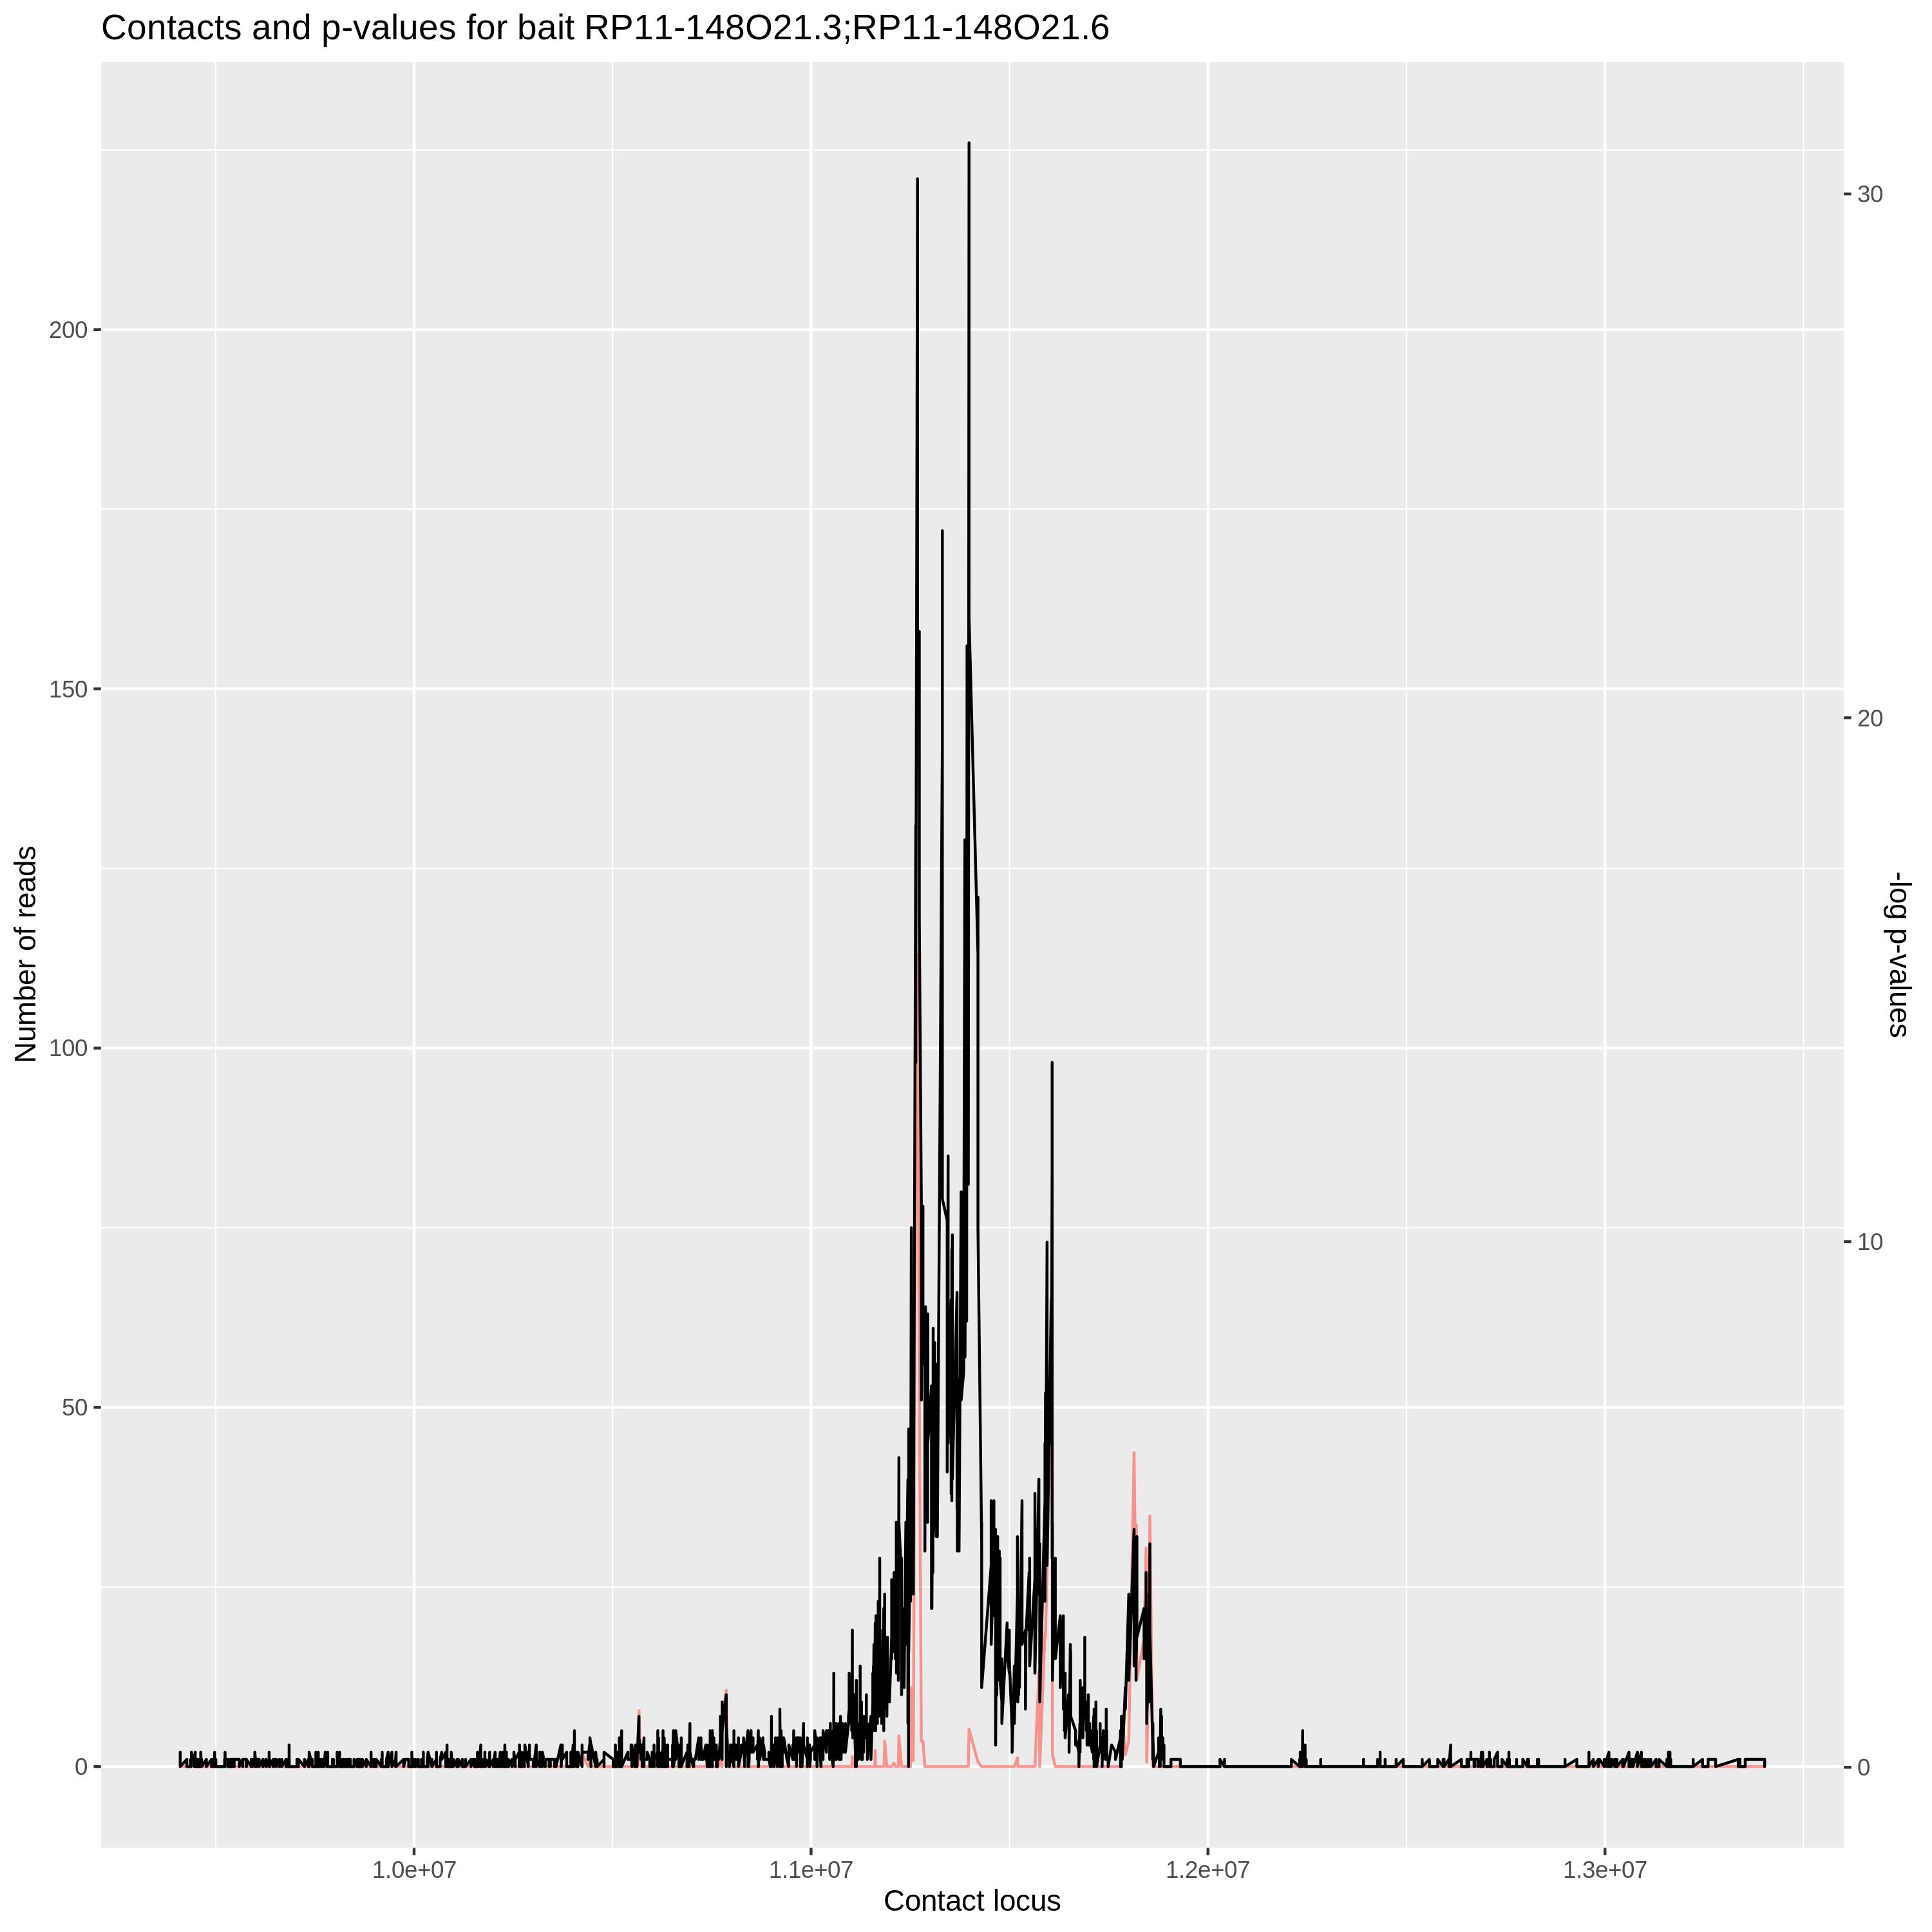 Contacts and p-values for bait RP11-148O21.3;RP11-148O21.6
Number of reads
200
150
100
50
0
30
20
10
0
-log p-values
1.0e+07
1.1e+07
1.2e+07
1.3e+07
Contact locus